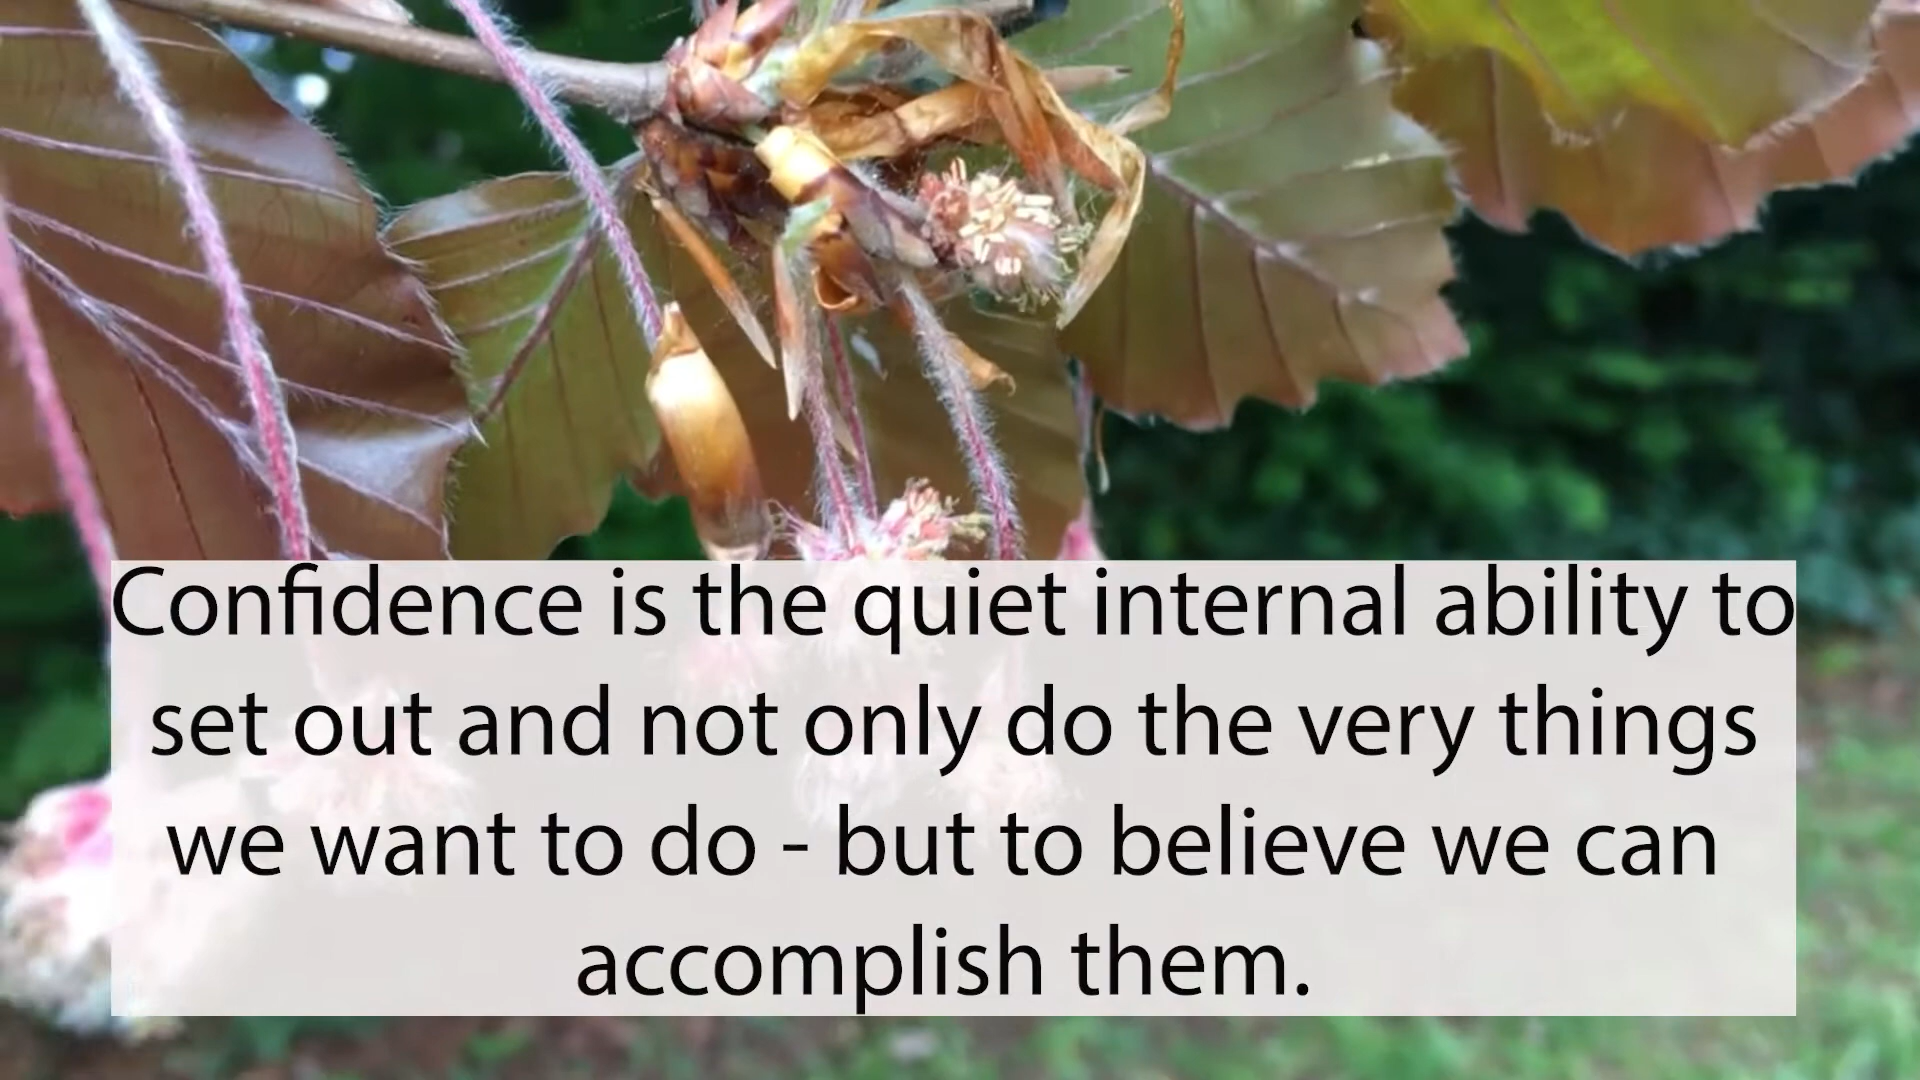 Confidence is the quiet internal ability to
set out and not only do the very things
we want to do - but to believe we can
accomplish them.